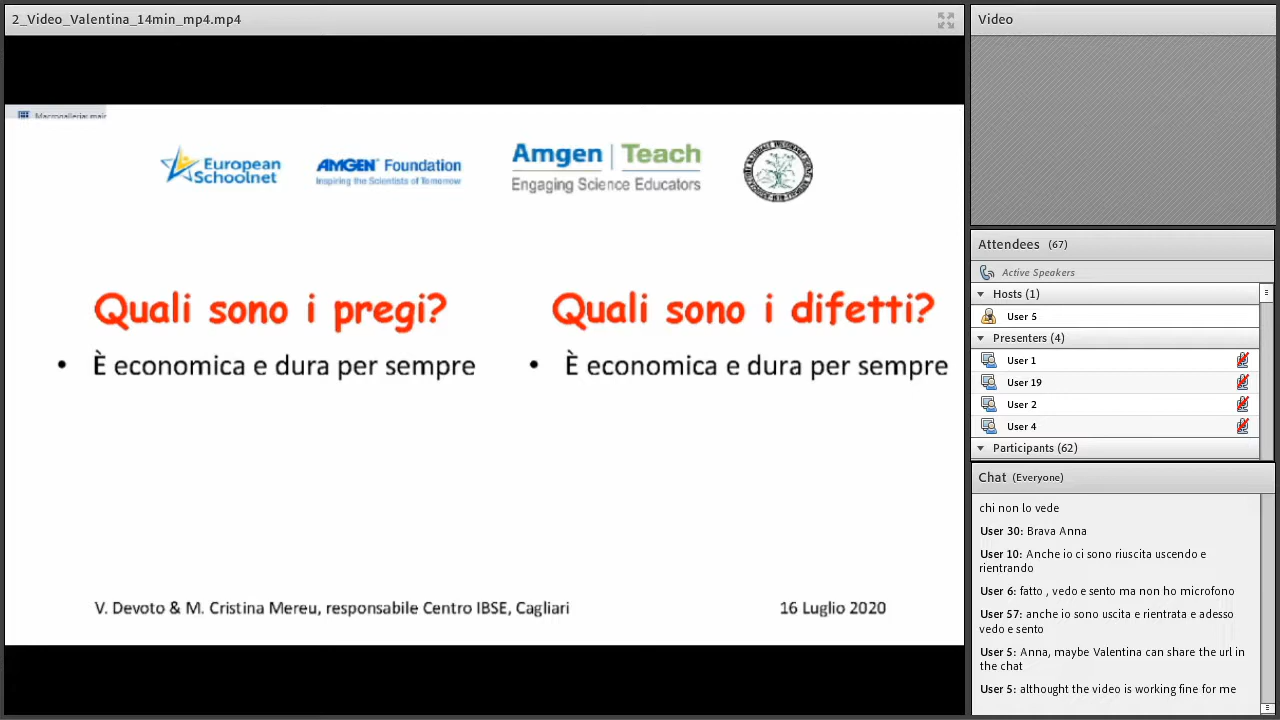 2_Video_Valentina_14min_mp4.mp4
European
Schoolnet
AMGEN Foundation
Inspiring the Scientists of Tomorrow
Amgen | Teach
Engaging Science Educators
Quali sono i pregi?
• È economica e dura per sempre
Quali sono i difetti?
• È economica e dura per sempre
V. Devoto & M. Cristina Mereu, responsabile Centro IBSE, Cagliari
16 Luglio 2020
Video
Attendees (67)
Active Speakers
Hosts (1)
User 5
Presenters (4)
User 1
User 19
User 2
User 4
Participants (62)
Chat (Everyone)
chi non lo vede
User 30: Brava Anna
User 10: Anche io ci sono riuscita uscendo e
rientrando
User 6: fatto , vedo e sento ma non ho microfono
User 57: anche io sono uscita e rientrata e adesso
vedo e sento
User 5: Anna, maybe Valentina can share the url in
the chat
User 5: althought the video is working fine for me